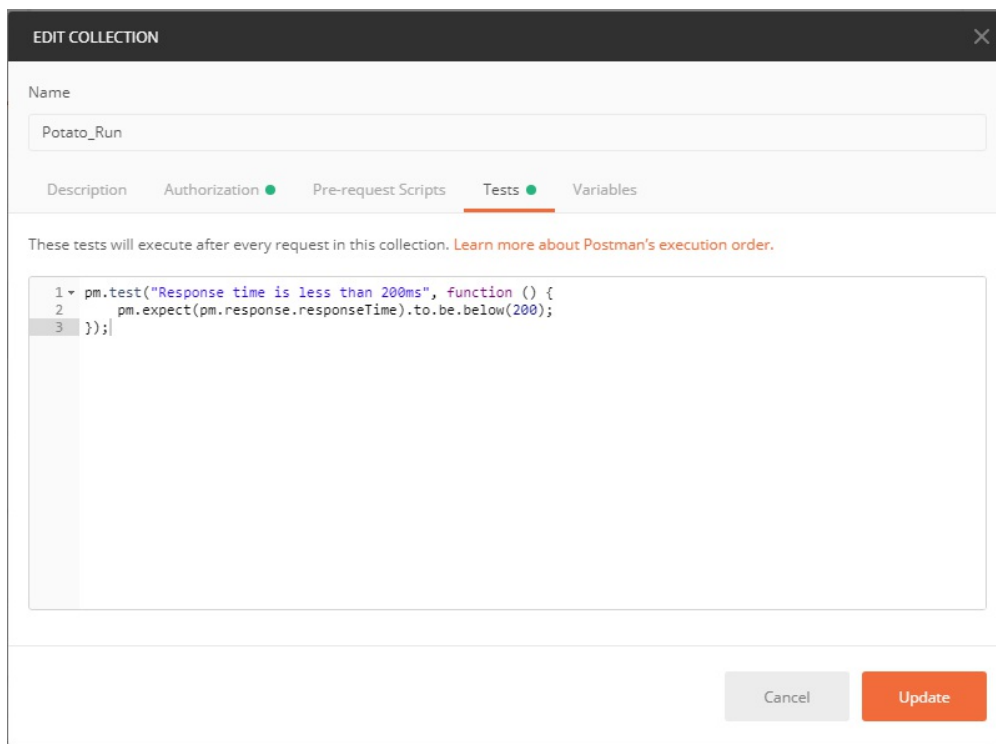 EDIT COLLECTION
Name
Potato_Run
Description Authorization Pre-request Scripts Tests Variables
These tests will execute after every request in this collection. Learn more about Postman's execution order.
1 pm.test("Response time is less than 200ms", function () {
2 pm.expect(pm.response.responseTime).to.be.below(200);
3 });
Cancel Update